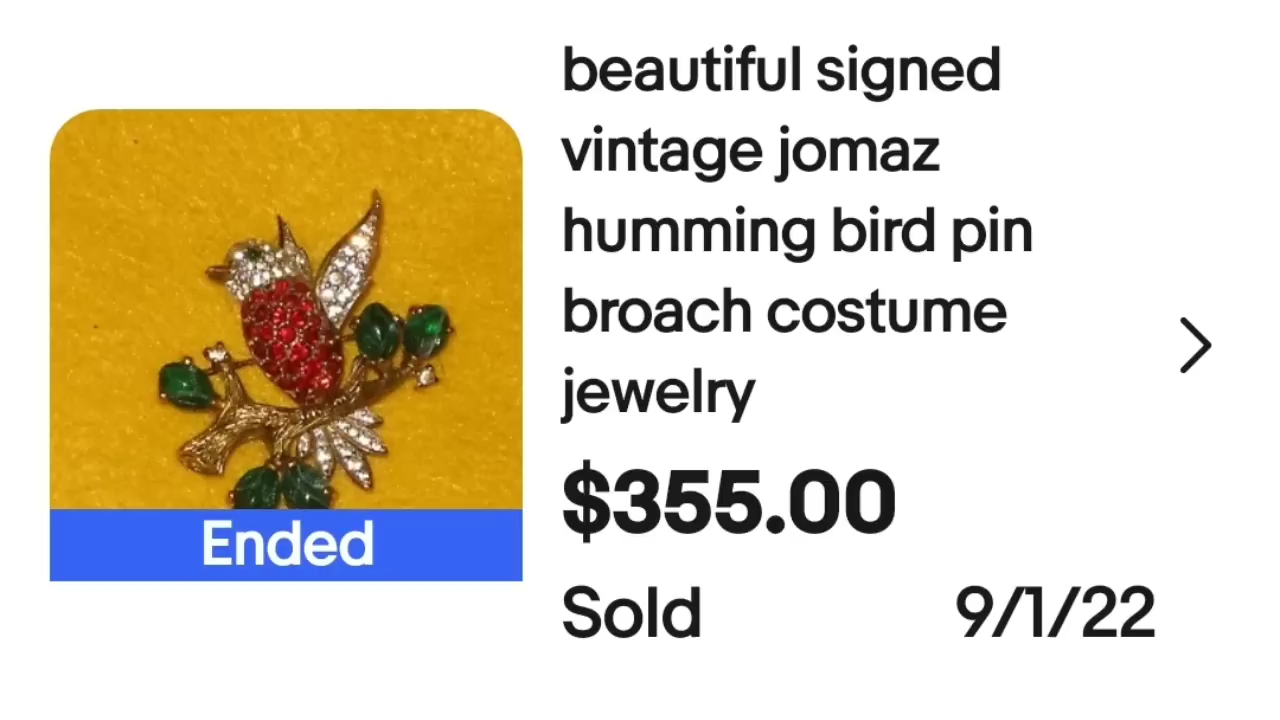 beautiful signed
vintage jomaz
humming bird pin
broach costume
jewelry
$355.00
Ended
Sold 9/1/22